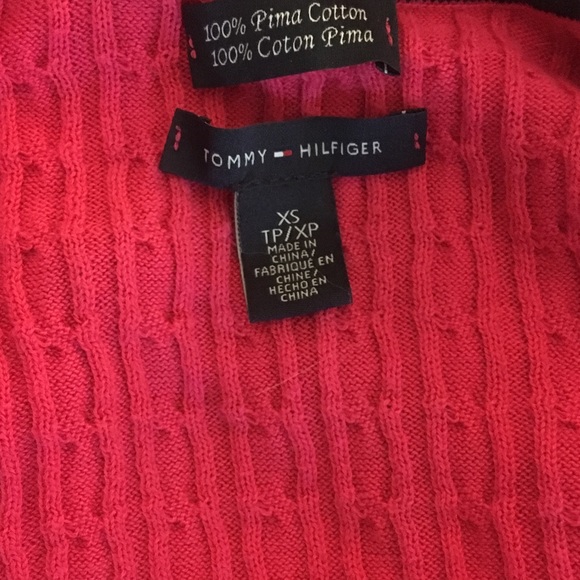 100% Pima Cotton
100% Coton Pima
TOMMY HILFIGER
XS
TP/XP
MADE IN
CHINA/
FABRIQUÉ EN
CHINE/
HECHO EN
CHINA